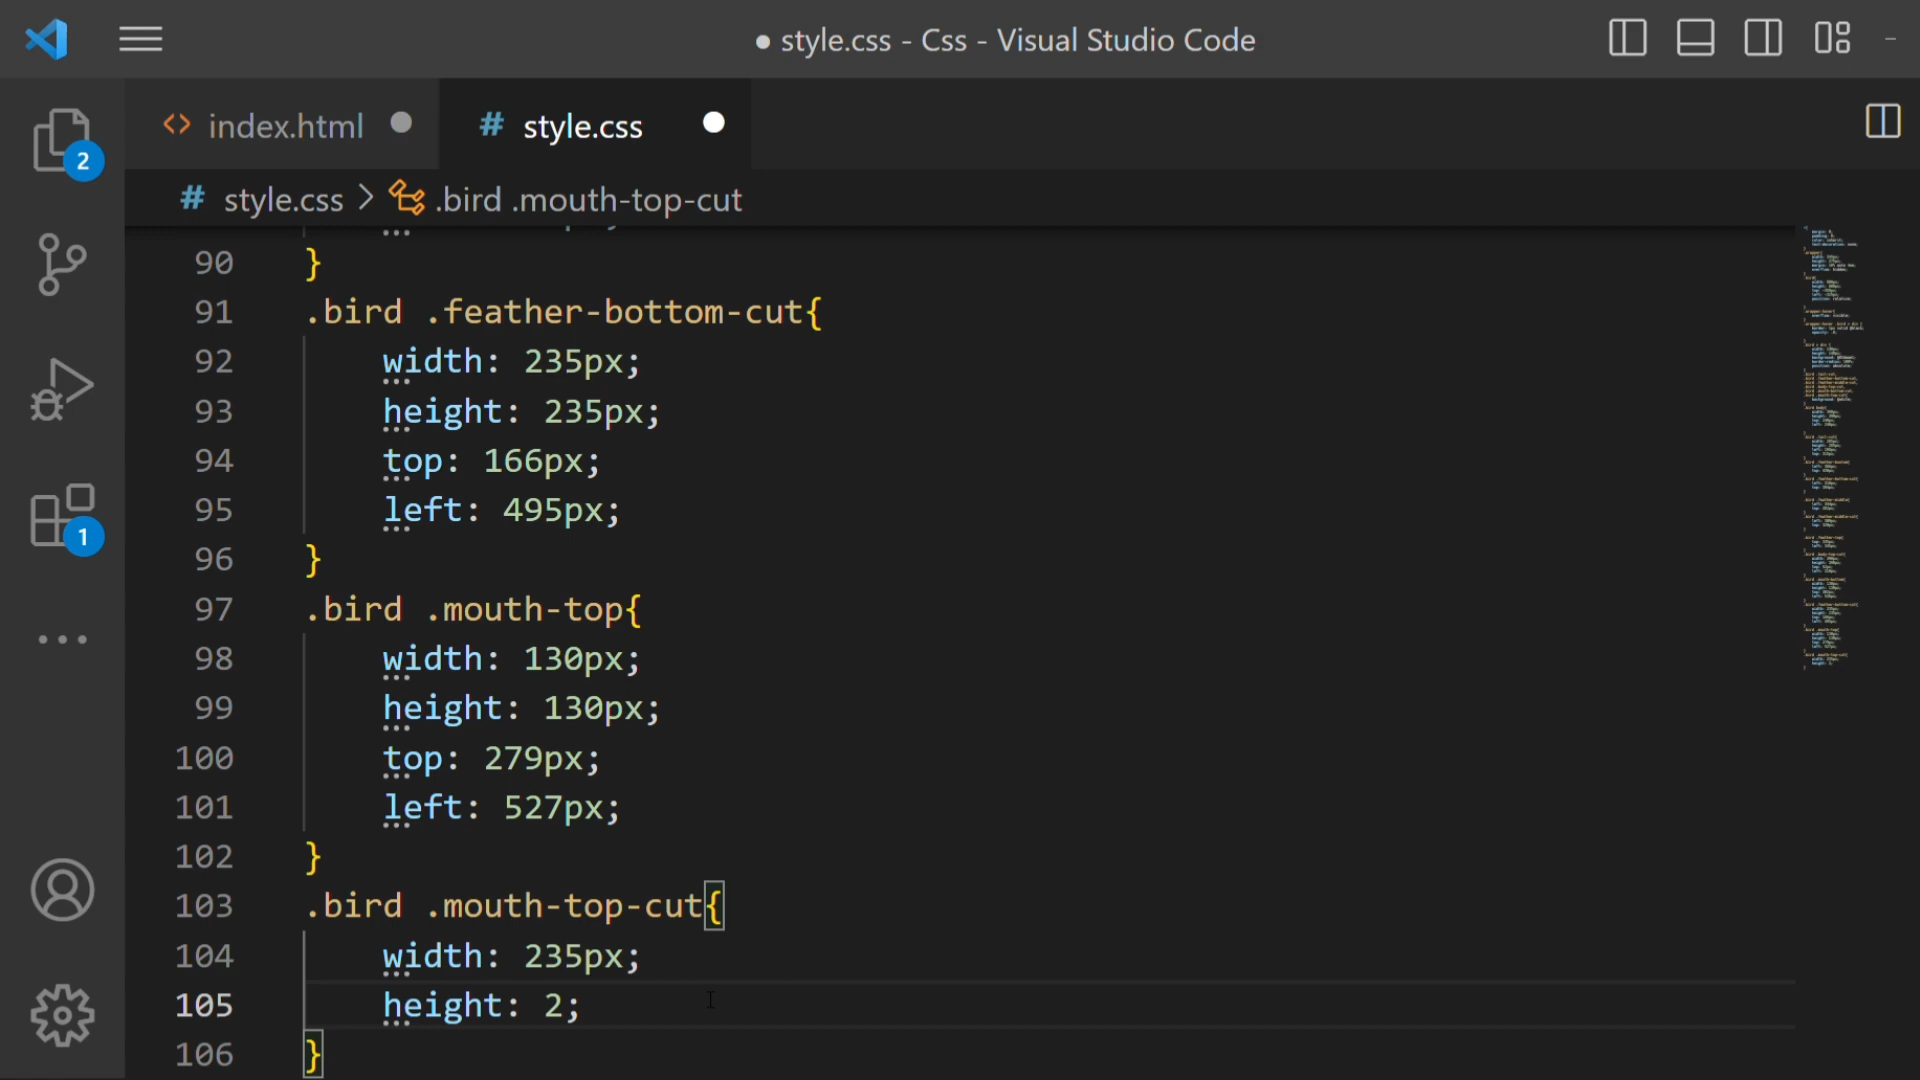 ● style.css - Css - Visual Studio Code
<> index.html ●
# style.css ●
# style.css > .bird .mouth-top-cut
2
1
90 }
91 .bird .feather-bottom-cut{
92 width: 235px;
93 height: 235px;
94 top: 166px;
95 left: 495px;
96 }
97 .bird .mouth-top{
98 width: 130px;
99 height: 130px;
100 top: 279px;
101 left: 527px;
102 }
103 .bird .mouth-top-cut{
104 width: 235px;
105 height: 2;
106 }